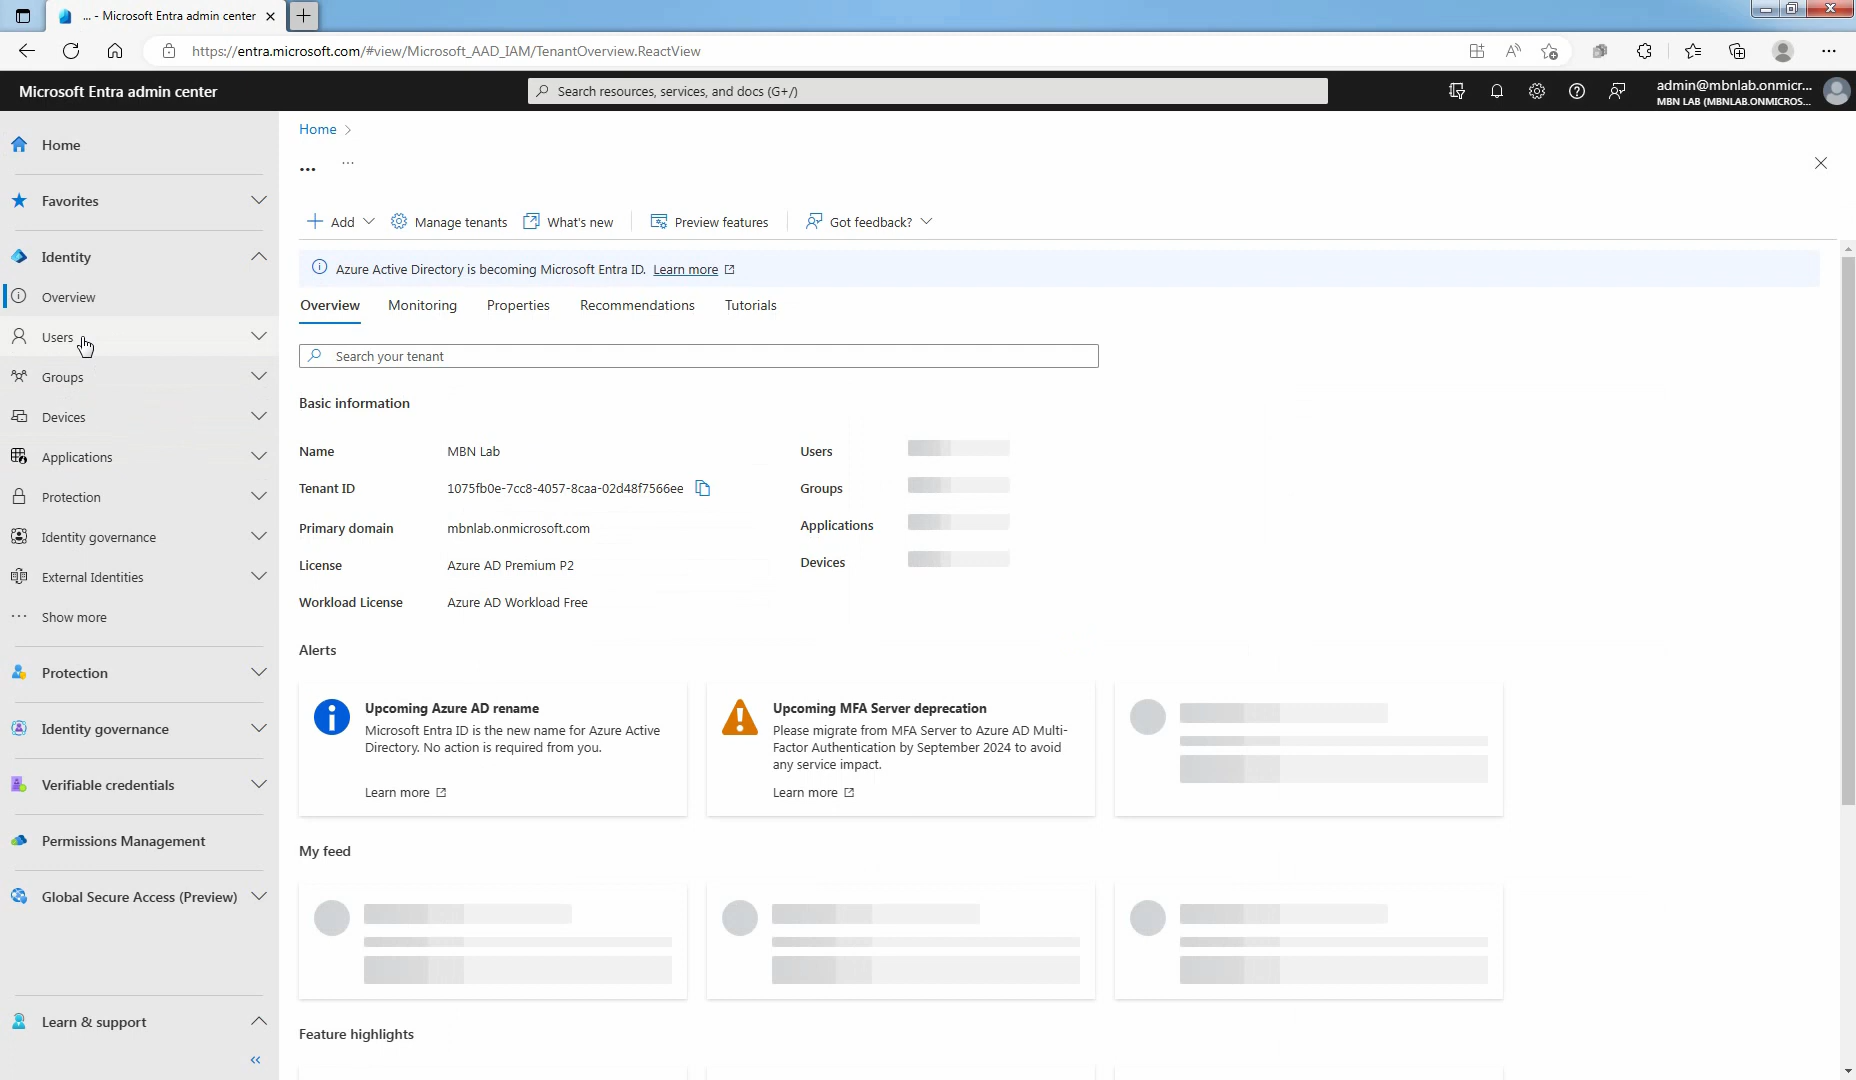 ... - Microsoft Entra admin center
https://entra.microsoft.com/#view/Microsoft_AAD_IAM/TenantOverview.ReactView
Microsoft Entra admin center
Search resources, services, and docs (G+/)
admin@mbnlab.onmicr...
MBN LAB (MBNLAB.ONMICROS...
Home
Favorites
Identity
Overview
Users
Groups
Devices
Applications
Protection
Identity governance
External Identities
Show more
Protection
Identity governance
Verifiable credentials
Permissions Management
Global Secure Access (Preview)
Learn & support
Home
...
...
Add
Manage tenants
What's new
Preview features
Got feedback?
Azure Active Directory is becoming Microsoft Entra ID. Learn more
Overview
Monitoring
Properties
Recommendations
Tutorials
Search your tenant
Basic information
Name MBN Lab
Tenant ID 1075fb0e-7cc8-4057-8caa-02d48f7566ee
Primary domain mbnlab.onmicrosoft.com
License Azure AD Premium P2
Workload License Azure AD Workload Free
Users
Groups
Applications
Devices
Alerts
Upcoming Azure AD rename
Microsoft Entra ID is the new name for Azure Active
Directory. No action is required from you.
Learn more
Upcoming MFA Server deprecation
Please migrate from MFA Server to Azure AD Multi-
Factor Authentication by September 2024 to avoid
any service impact.
Learn more
My feed
Feature highlights